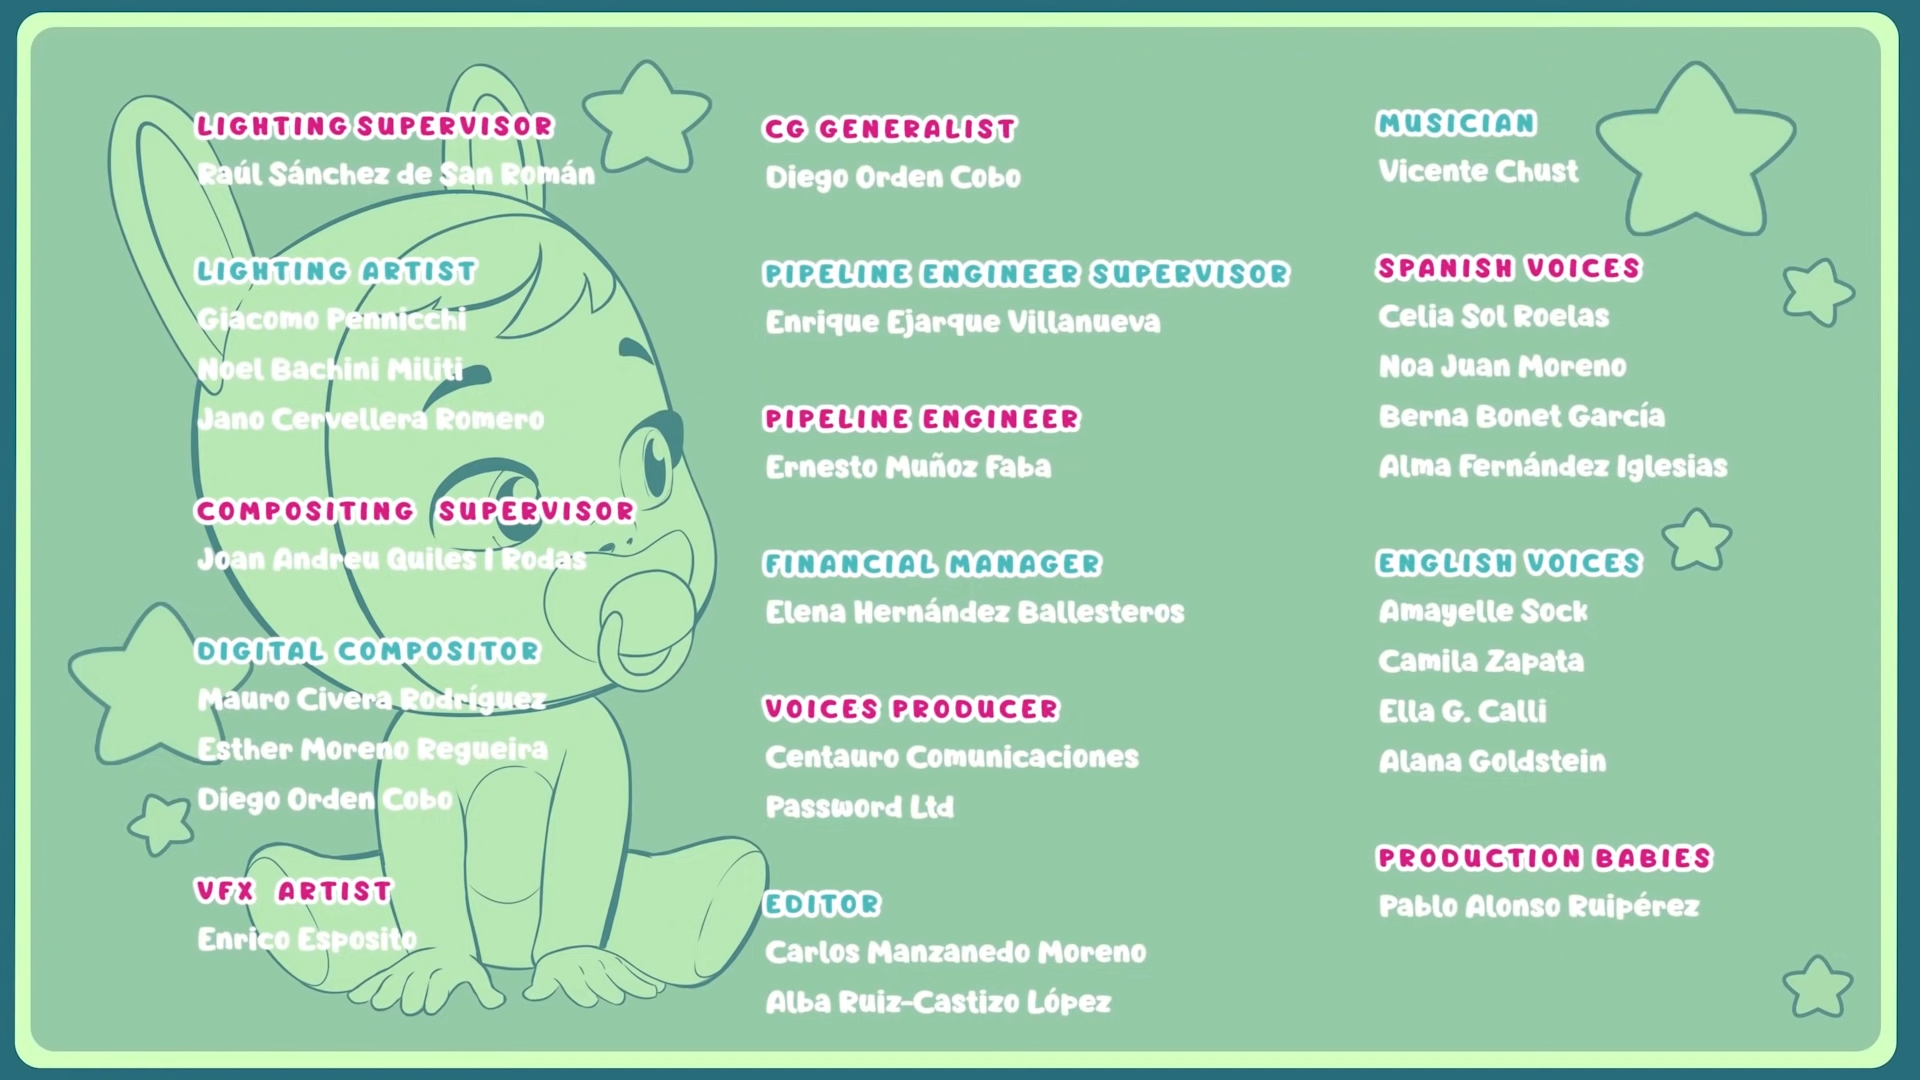 LIGHTING SUPERVISOR
Raúl Sánchez de San Román
LIGHTING ARTIST
Giacomo Pennicchi
Noel Bachini Militi
Jano Cervellera Romero
COMPOSITING SUPERVISOR
Joan Andreu Quiles I Rodas
DIGITAL COMPOSITOR
Mauro Civera Rodríguez
Esther Moreno Regueira
Diego Orden Cobo
VFX ARTIST
Enrico Esposito
CG GENERALIST
Diego Orden Cobo
PIPELINE ENGINEER SUPERVISOR
Enrique Ejarque Villanueva
PIPELINE ENGINEER
Ernesto Muñoz Faba
FINANCIAL MANAGER
Elena Hernández Ballesteros
VOICES PRODUCER
Centauro Comunicaciones
Password Ltd
EDITOR
Carlos Manzanedo Moreno
Alba Ruiz-Castizo López
MUSICIAN
Vicente Chust
SPANISH VOICES
Celia Sol Roelas
Noa Juan Moreno
Berna Bonet García
Alma Fernández Iglesias
ENGLISH VOICES
Amayelle Sock
Camila Zapata
Ella G. Calli
Alana Goldstein
PRODUCTION BABIES
Pablo Alonso Ruipérez